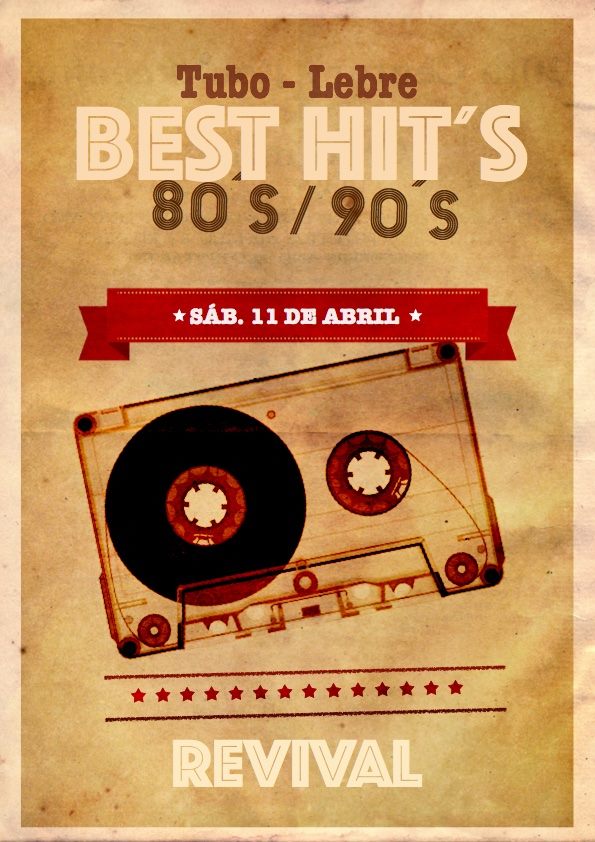 Tubo - Lebre
BEST HIT´S
80´S / 90´S
SÁB. 11 DE ABRIL
REVIVAL